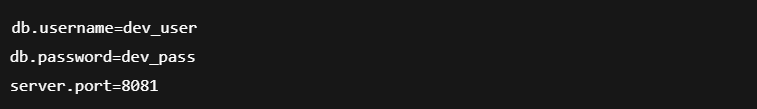 db.username=dev_user
db.password=dev_pass
server.port=8081